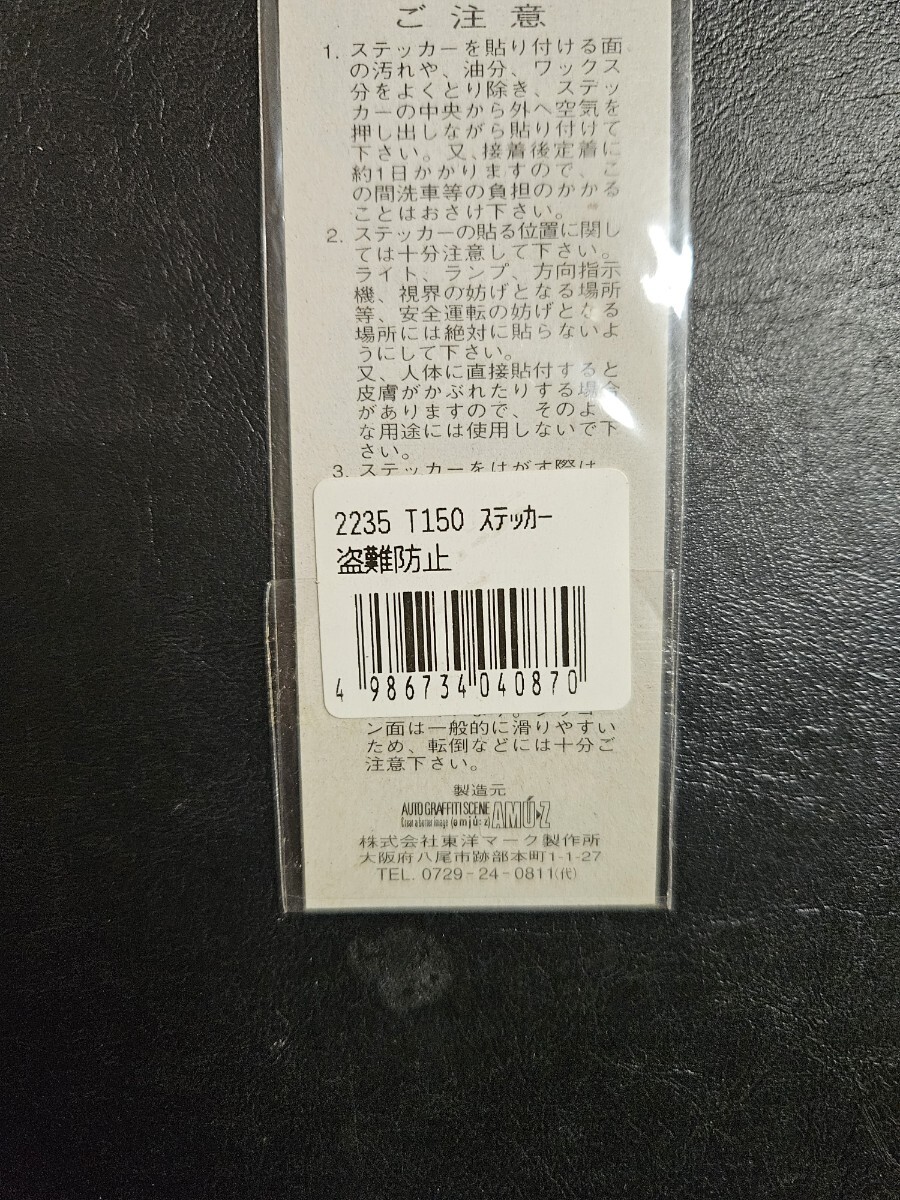 ご注意
1. ステッカーを貼り付ける面
の汚れや、油分、ワックス
分をよくとり除き、ステッ
カーの中央から外へ空気を
押し出しながら貼り付けて
下さい。又、接着後定着に
約1日かかりますので、こ
の間洗車等の負担のかかる
ことはおさけ下さい。
2. ステッカーの貼る位置に関し
ては十分注意して下さい。
ライト、ランプ、方向指示
機、視界の妨げとなる場所
等、安全運転の妨げとなる
場所には絶対に貼らないよ
うにして下さい。
又、人体に直接貼付すると
皮膚がかぶれたりする場合
がありますので、そのよう
な用途には使用しないで下
さい。
3. ステッカーをはがす際は、
2235 T150 ｽﾃｯｶｰ
盗難防止
4 986734 040870
ン面は一般的に滑りやすい
ため、転倒などには十分ご
注意下さい。
製造元
AUTO GRAFFITI SCENE
(əmjú:z) AMÚ・Z
株式会社東洋マーク製作所
大阪府八尾市跡部本町1-1-27
TEL. 0729-24-0811(代)